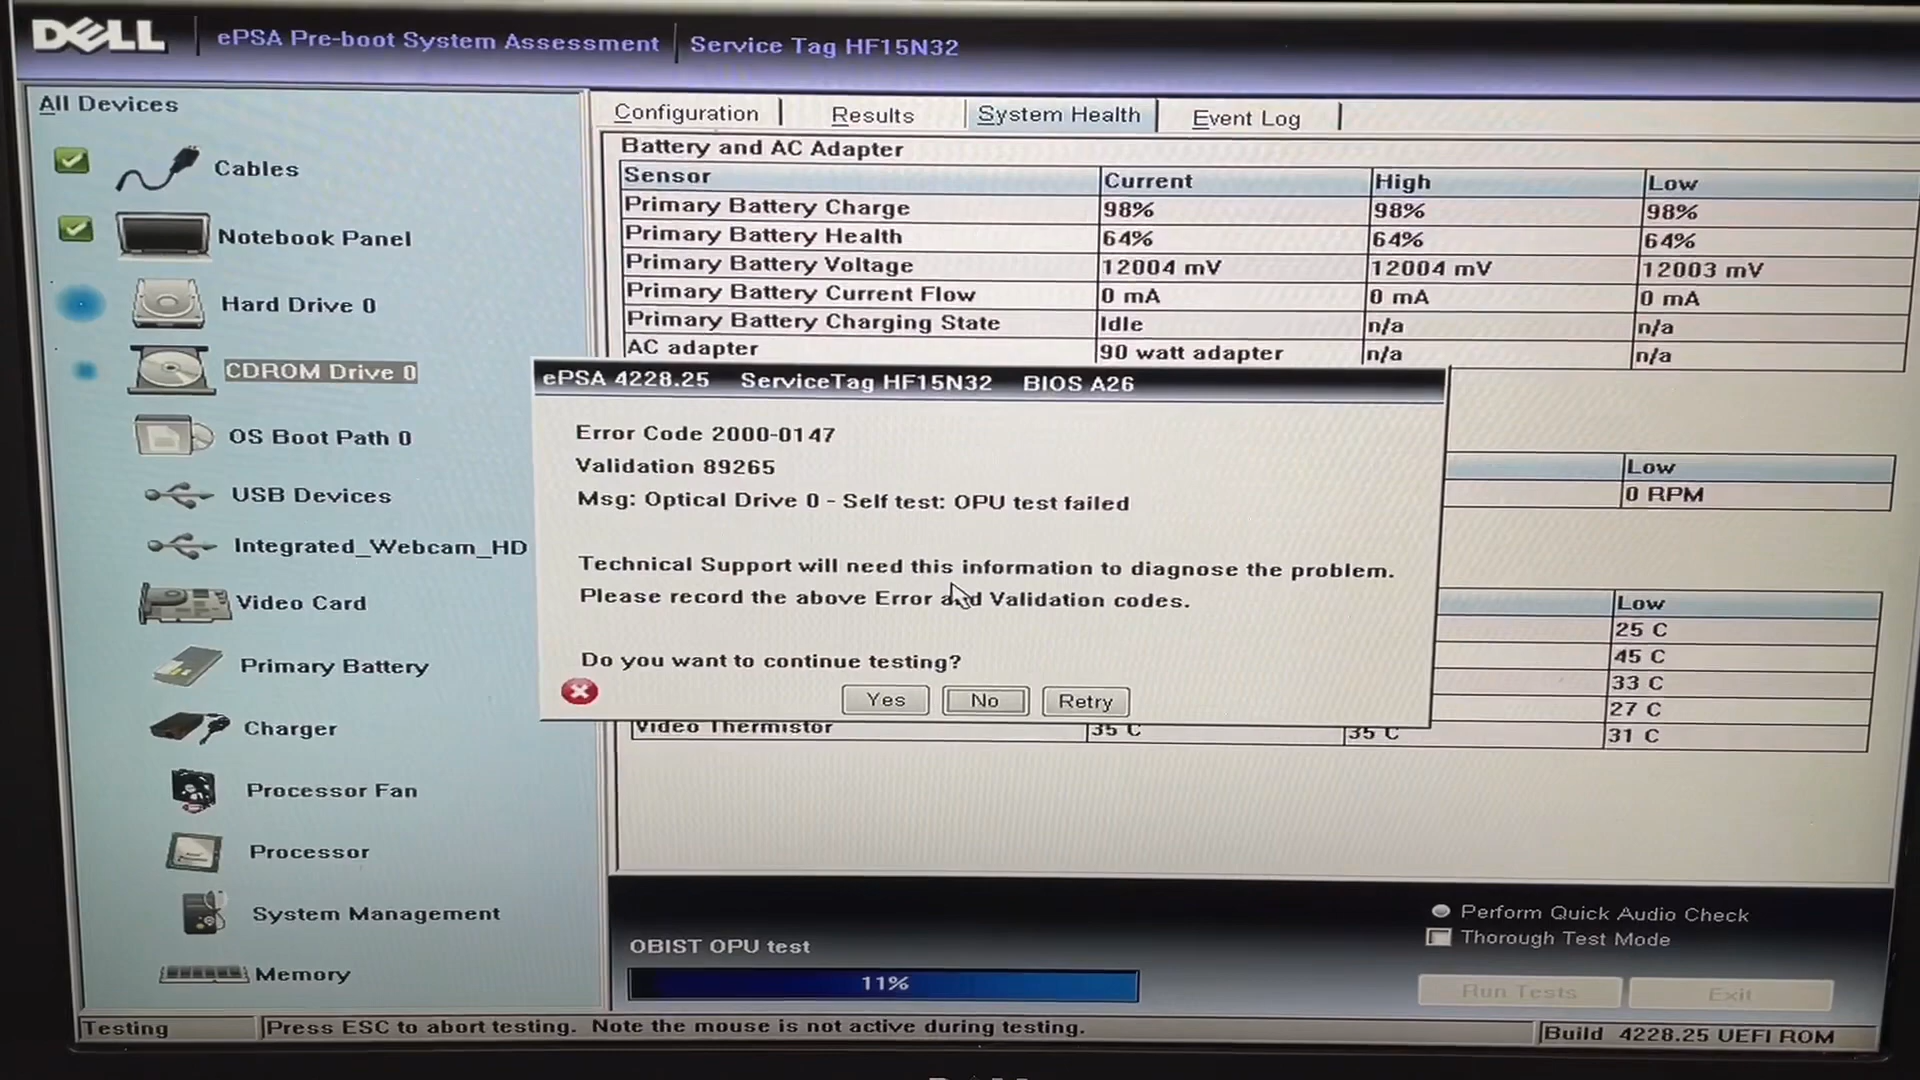 DELL
ePSA Pre-boot System Assessment
Service Tag HF15N32
All Devices
Cables
Notebook Panel
Hard Drive 0
CDROM Drive 0
OS Boot Path 0
USB Devices
Integrated_Webcam_HD
Video Card
Primary Battery
Charger
Processor Fan
Processor
System Management
Memory
Configuration
Results
System Health
Event Log
Battery and AC Adapter
Sensor Current High Low
Primary Battery Charge 98% 98% 98%
Primary Battery Health 64% 64% 64%
Primary Battery Voltage 12004 mV 12004 mV 12003 mV
Primary Battery Current Flow 0 mA 0 mA 0 mA
Primary Battery Charging State Idle n/a n/a
AC adapter 90 watt adapter n/a n/a
ePSA 4228.25 ServiceTag HF15N32 BIOS A26
Error Code 2000-0147
Validation 89265
Msg: Optical Drive 0 - Self test: OPU test failed
Technical Support will need this information to diagnose the problem.
Please record the above Error and Validation codes.
Do you want to continue testing?
Yes
No
Retry
Low
0 RPM
Low
25 C
45 C
33 C
27 C
Video Thermistor 35 C 35 C 31 C
OBIST OPU test
11%
Perform Quick Audio Check
Thorough Test Mode
Run Tests
Exit
Testing
Press ESC to abort testing. Note the mouse is not active during testing.
Build 4228.25 UEFI ROM